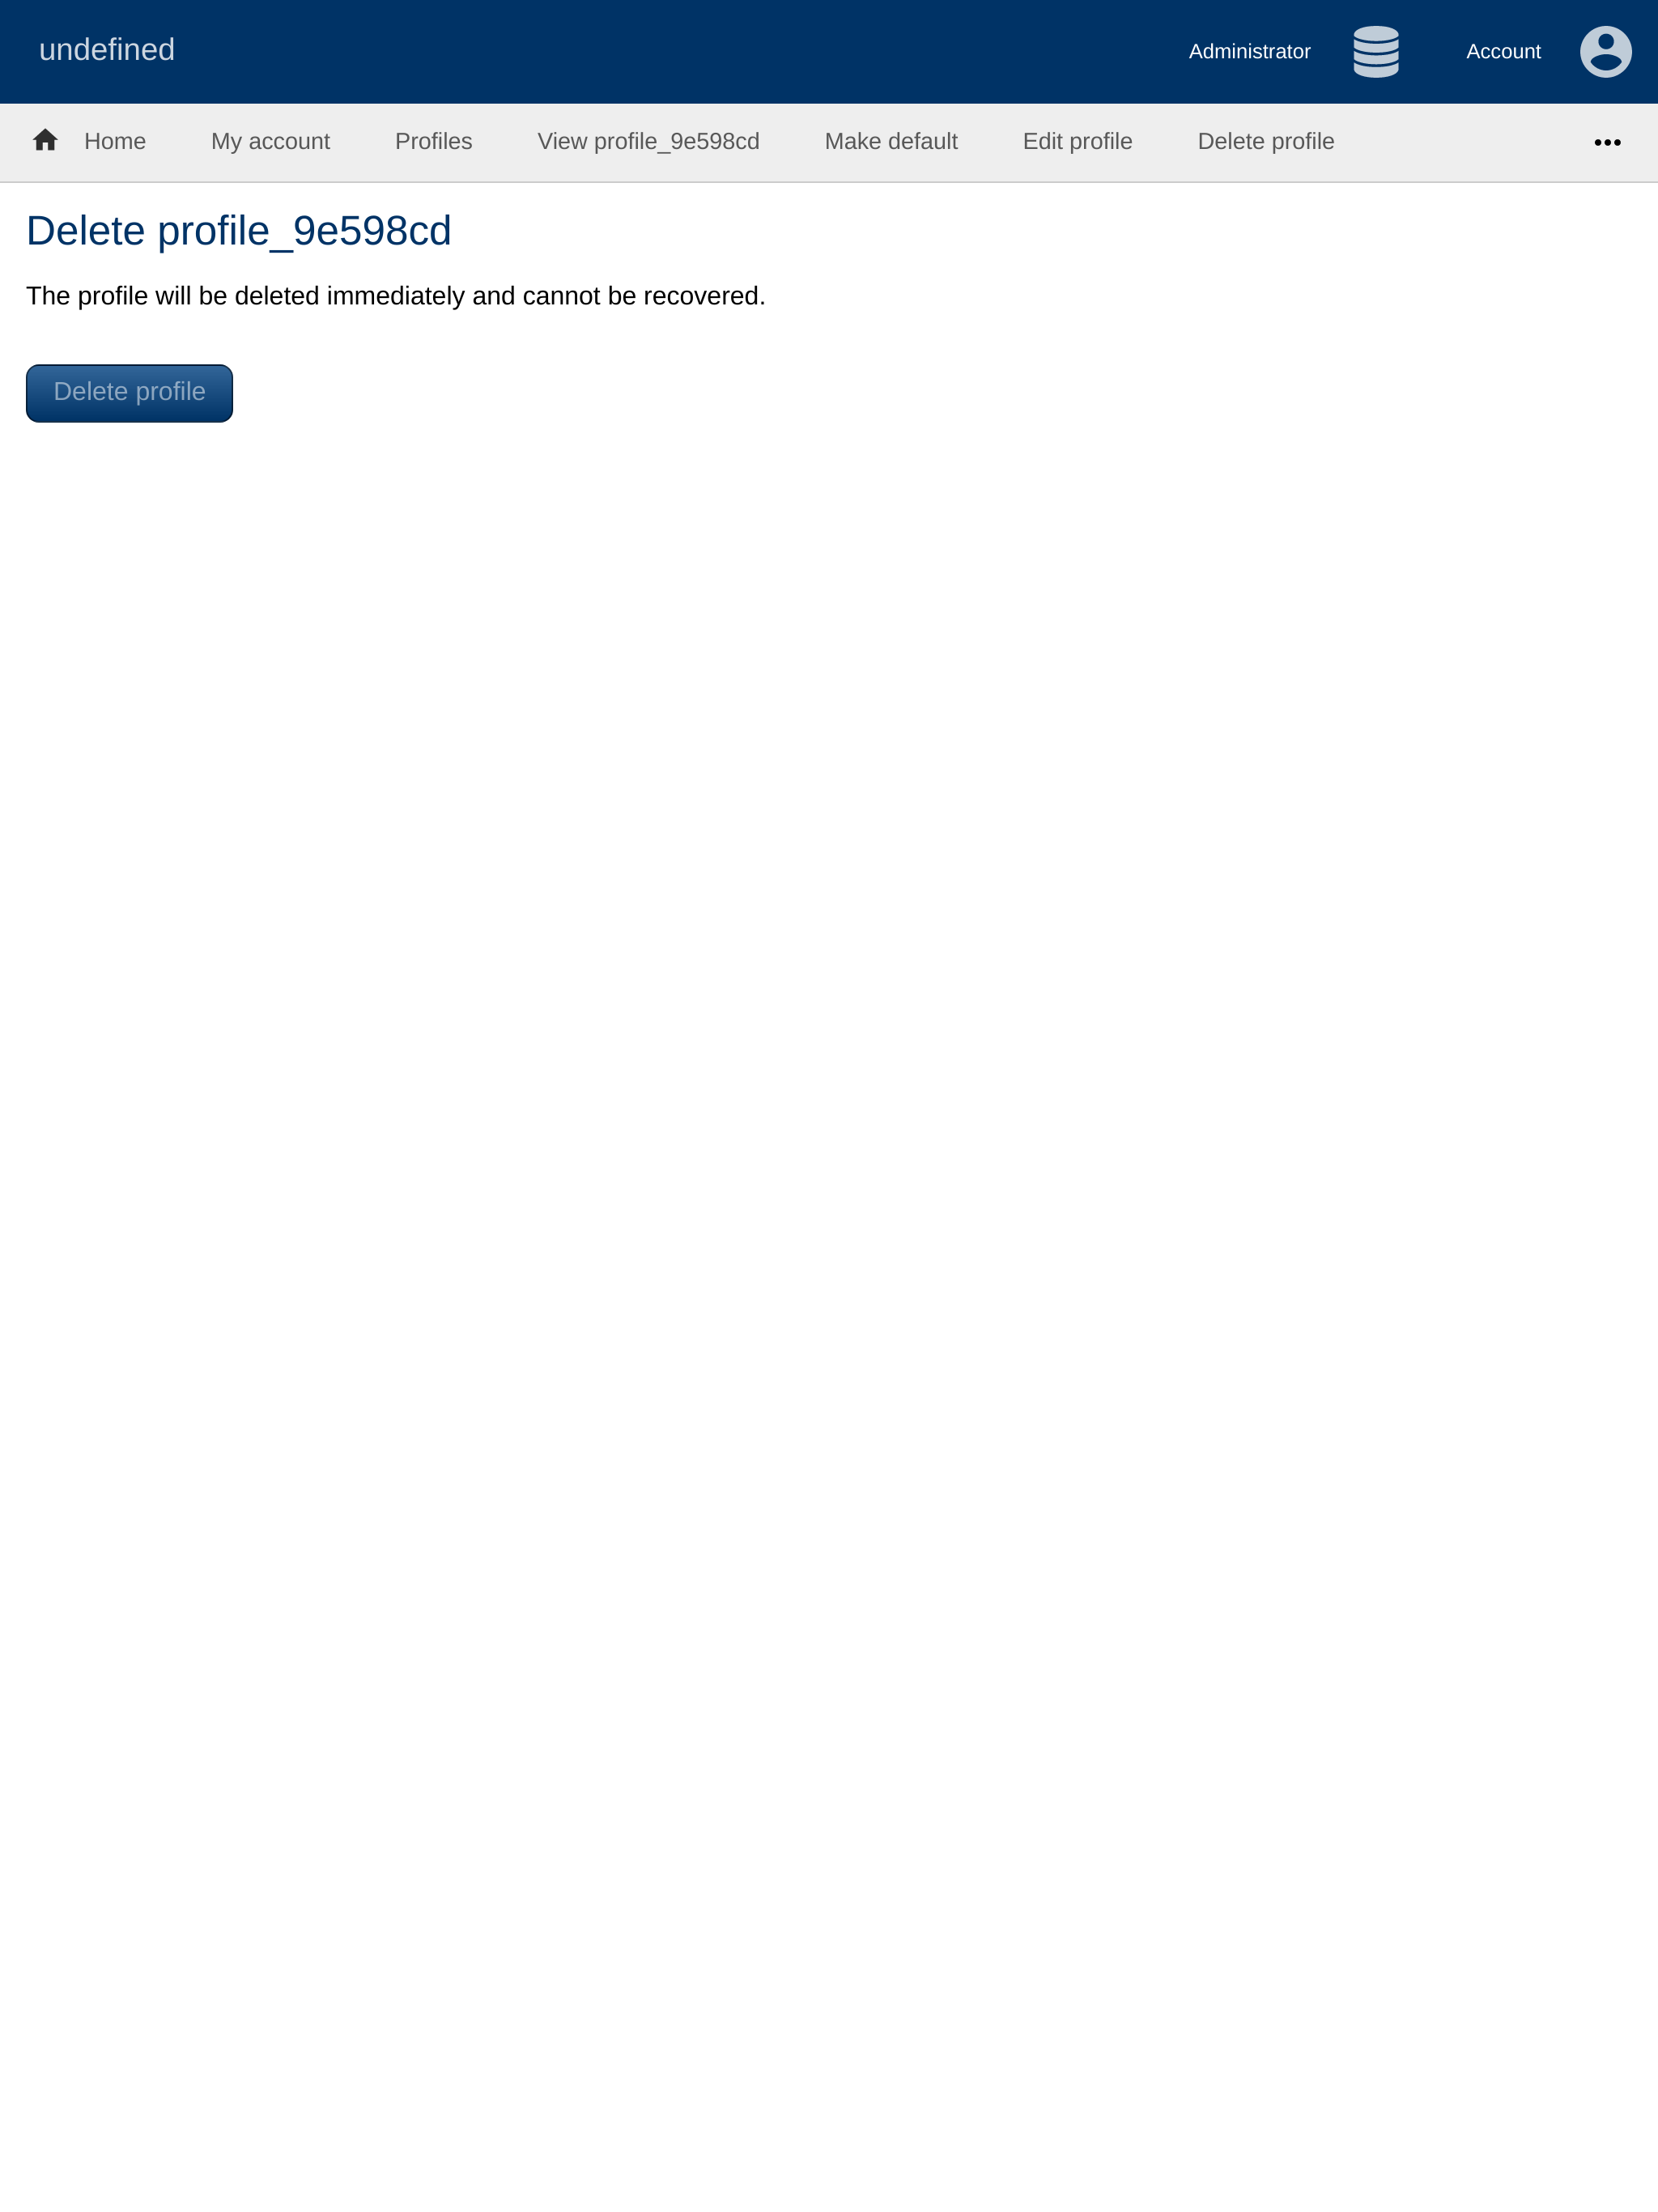 undefined
Administrator
Account
Home
My account
Profiles
View profile_9e598cd
Make default
Edit profile
Delete profile
Delete profile_9e598cd
The profile will be deleted immediately and cannot be recovered.
Delete profile